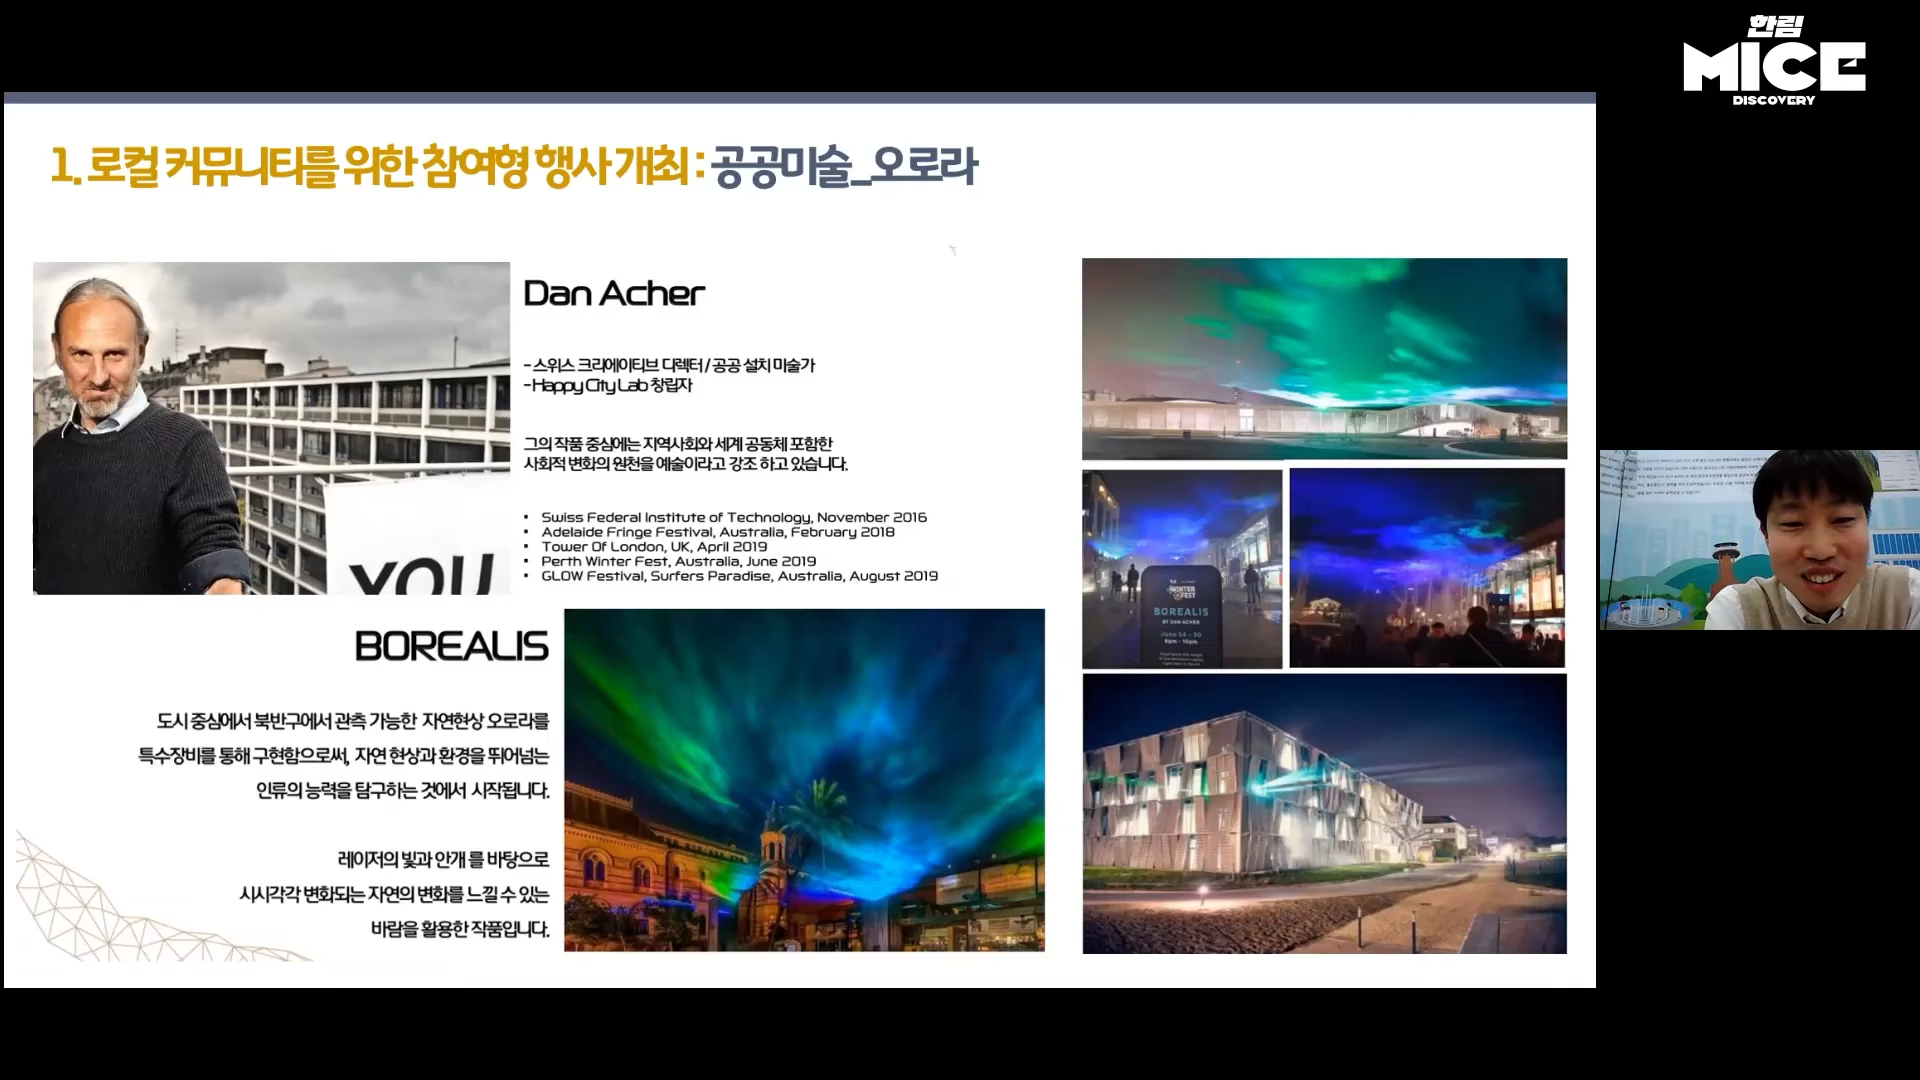 한림
MICE
DISCOVERY
1. 로컬 커뮤니티를 위한 참여형 행사 개최 : 공공미술_오로라
Dan Acher
- 스위스 크리에이티브 디렉터 / 공공 설치 미술가
- Happy City Lab 창립자
그의 작품 중심에는 지역사회와 세계 공동체 포함한
사회적 변화의 원천을 예술이라고 강조 하고 있습니다.
• Swiss Federal Institute of Technology, November 2016
• Adelaide Fringe Festival, Australia, February 2018
• Tower Of London, UK, April 2019
• Perth Winter Fest, Australia, June 2019
• GLOW Festival, Surfers Paradise, Australia, August 2019
YOU
BOREALIS
도시 중심에서 북반구에서 관측 가능한 자연현상 오로라를
특수장비를 통해 구현함으로써, 자연 현상과 환경을 뛰어넘는
인류의 능력을 탐구하는 것에서 시작됩니다.
레이저의 빛과 안개 를 바탕으로
시시각각 변화되는 자연의 변화를 느낄 수 있는
바람을 활용한 작품입니다.
WINTER
FEST
BOREALIS
BY DAN ACHER
June 14 - 30
6pm - 10pm